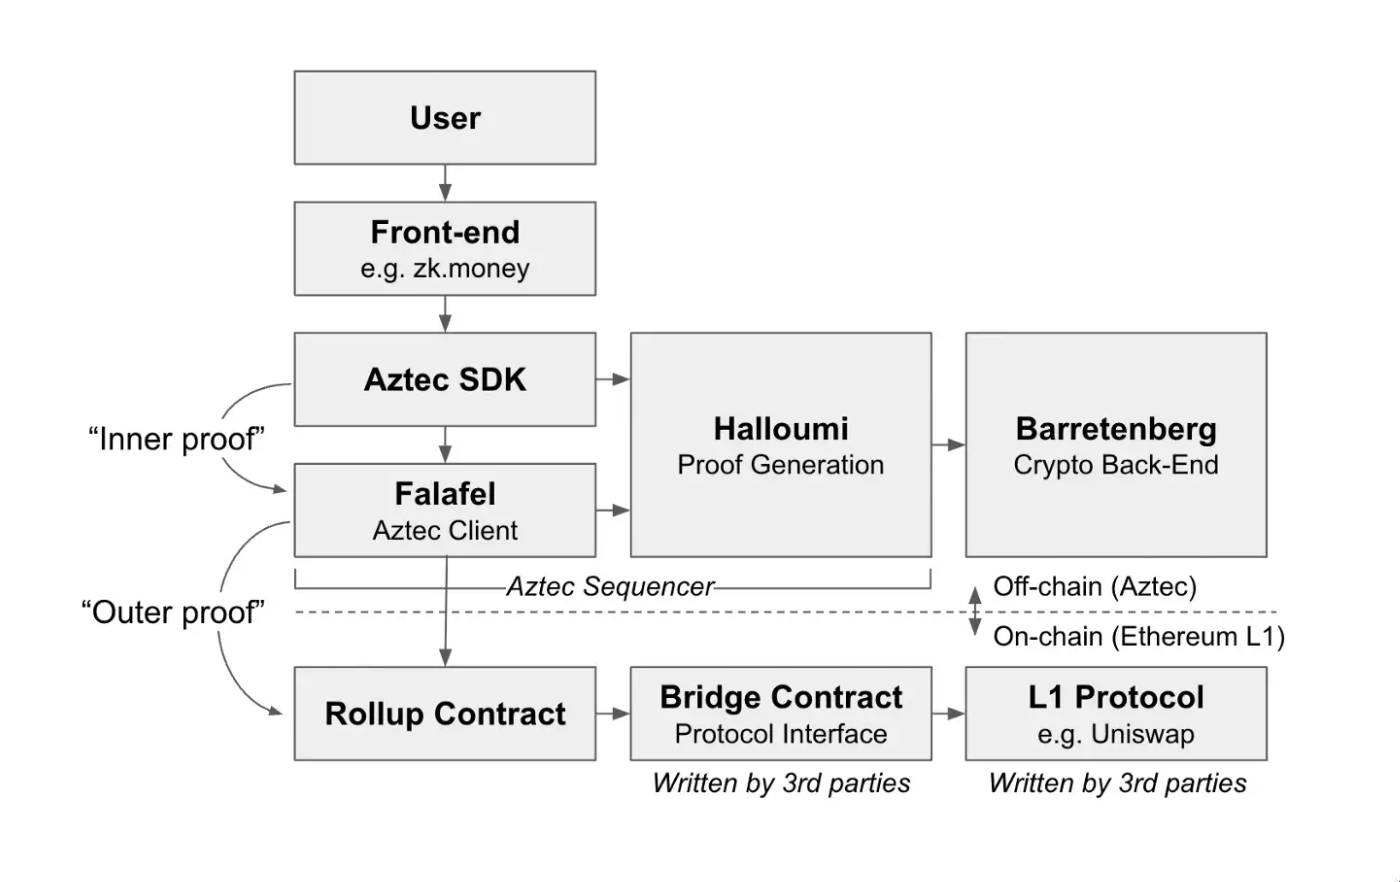 User
Front-end
e.g. zk.money
Aztec SDK
Halloumi
Proof Generation
Barretenberg
Crypto Back-End
“Inner proof”
Falafel
Aztec Client
Aztec Sequencer
Off-chain (Aztec)
“Outer proof”
On-chain (Ethereum L1)
Rollup Contract
Bridge Contract
Protocol Interface
L1 Protocol
e.g. Uniswap
Written by 3rd parties
Written by 3rd parties